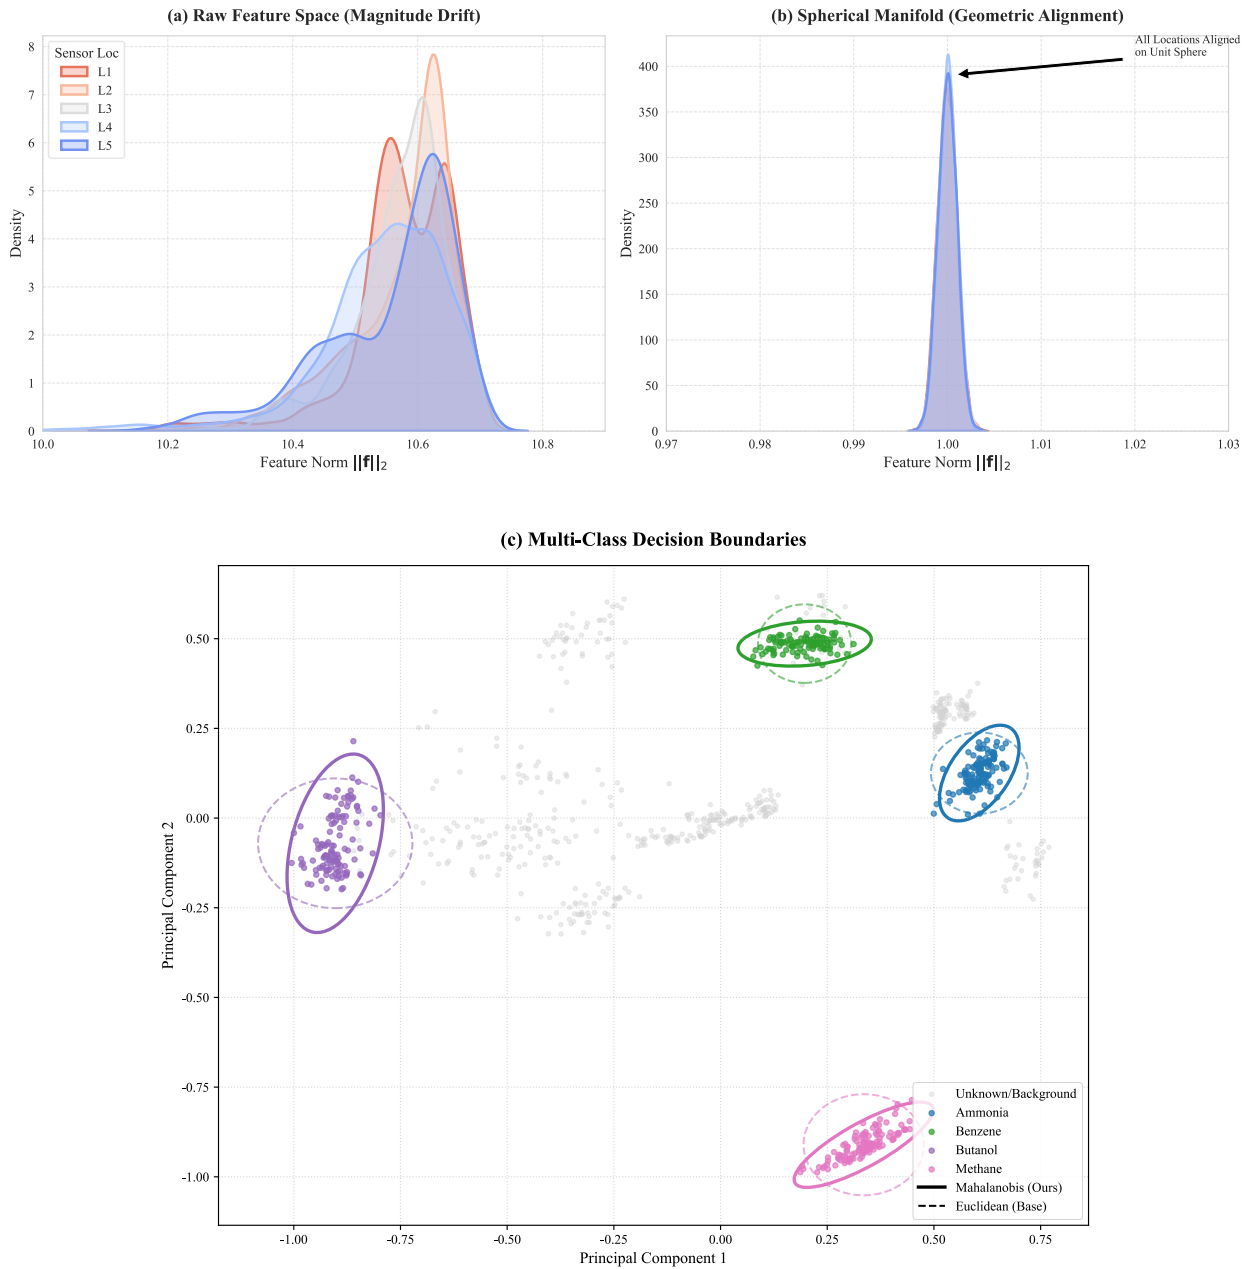 (a) Raw Feature Space (Magnitude Drift)
Sensor Loc
L1
L2
L3
L4
L5
Density
8
7
6
5
4
3
2
1
0
10.0
10.2
10.4
10.6
10.8
Feature Norm ||f||₂
(b) Spherical Manifold (Geometric Alignment)
All Locations Aligned
on Unit Sphere
Density
400
350
300
250
200
150
100
50
0
0.97
0.98
0.99
1.00
1.01
1.02
1.03
Feature Norm ||f||₂
(c) Multi-Class Decision Boundaries
Principal Component 2
0.50
0.25
0.00
-0.25
-0.50
-0.75
-1.00
Unknown/Background
Ammonia
Benzene
Butanol
Methane
Mahalanobis (Ours)
Euclidean (Base)
-1.00
-0.75
-0.50
-0.25
0.00
0.25
0.50
0.75
Principal Component 1